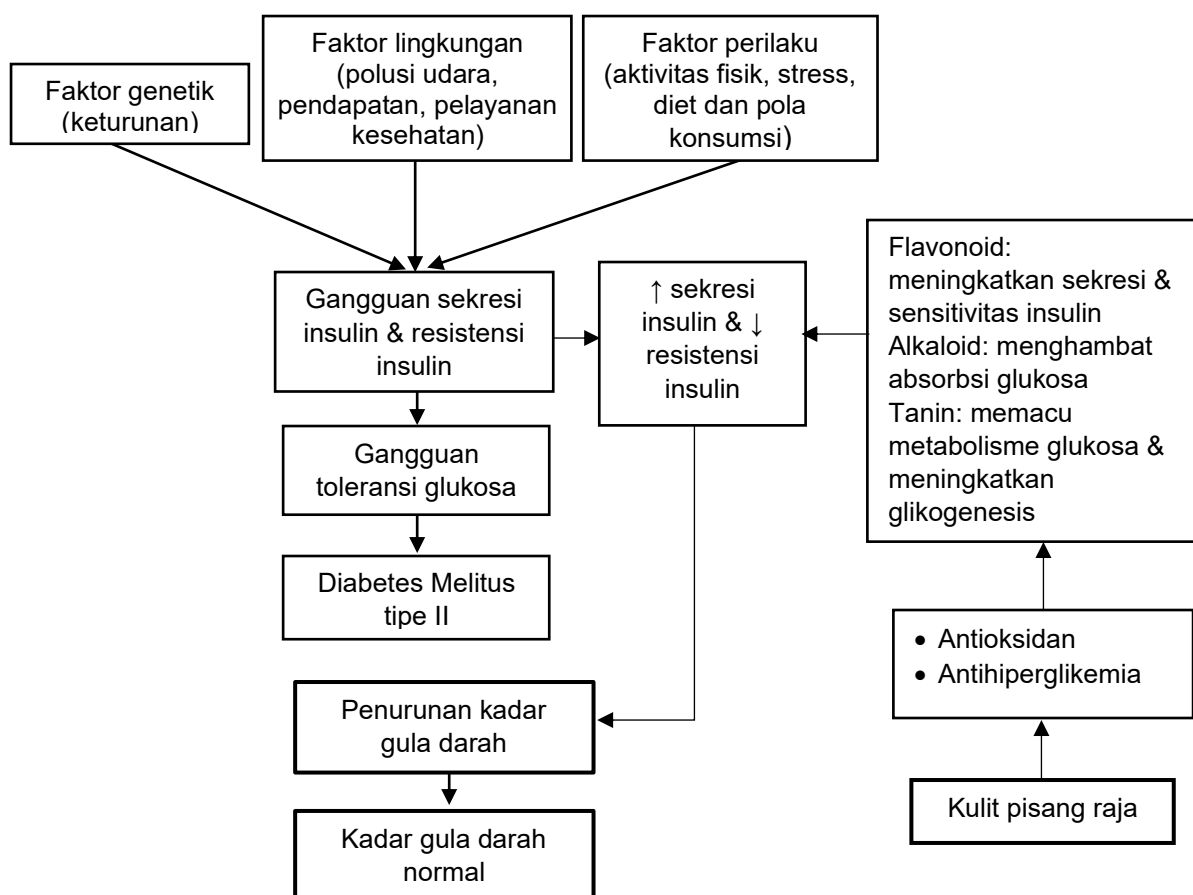 Faktor genetik
(keturunan)
Faktor lingkungan
(polusi udara,
pendapatan, pelayanan
kesehatan)
Faktor perilaku
(aktivitas fisik, stress,
diet dan pola
konsumsi)
Gangguan sekresi
insulin & resistensi
insulin
↑ sekresi
insulin & ↓
resistensi
insulin
Flavonoid:
meningkatkan sekresi &
sensitivitas insulin
Alkaloid: menghambat
absorbsi glukosa
Tanin: memacu
metabolisme glukosa &
meningkatkan
glikogenesis
Gangguan
toleransi glukosa
Diabetes Melitus
tipe II
• Antioksidan
• Antihiperglikemia
Penurunan kadar
gula darah
Kulit pisang raja
Kadar gula darah
normal